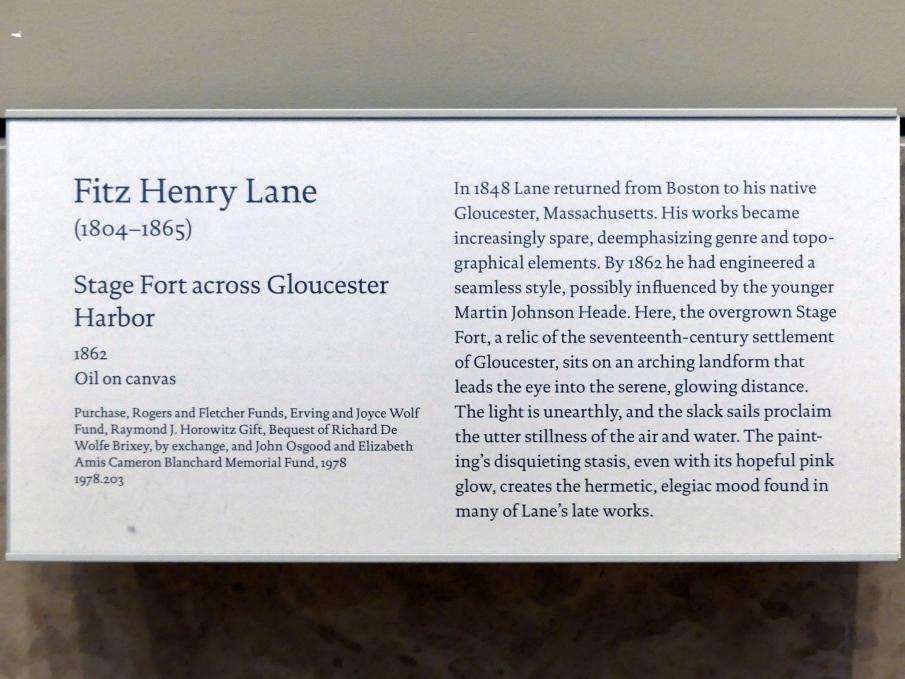 Fitz Henry Lane
(1804–1865)
Stage Fort across Gloucester
Harbor
1862
Oil on canvas
Purchase, Rogers and Fletcher Funds, Erving and Joyce Wolf
Fund, Raymond J. Horowitz Gift, Bequest of Richard De
Wolfe Brixey, by exchange, and John Osgood and Elizabeth
Amis Cameron Blanchard Memorial Fund, 1978
1978.203
In 1848 Lane returned from Boston to his native
Gloucester, Massachusetts. His works became
increasingly spare, deemphasizing genre and topo-
graphical elements. By 1862 he had engineered a
seamless style, possibly influenced by the younger
Martin Johnson Heade. Here, the overgrown Stage
Fort, a relic of the seventeenth-century settlement
of Gloucester, sits on an arching landform that
leads the eye into the serene, glowing distance.
The light is unearthly, and the slack sails proclaim
the utter stillness of the air and water. The paint-
ing's disquieting stasis, even with its hopeful pink
glow, creates the hermetic, elegiac mood found in
many of Lane's late works.